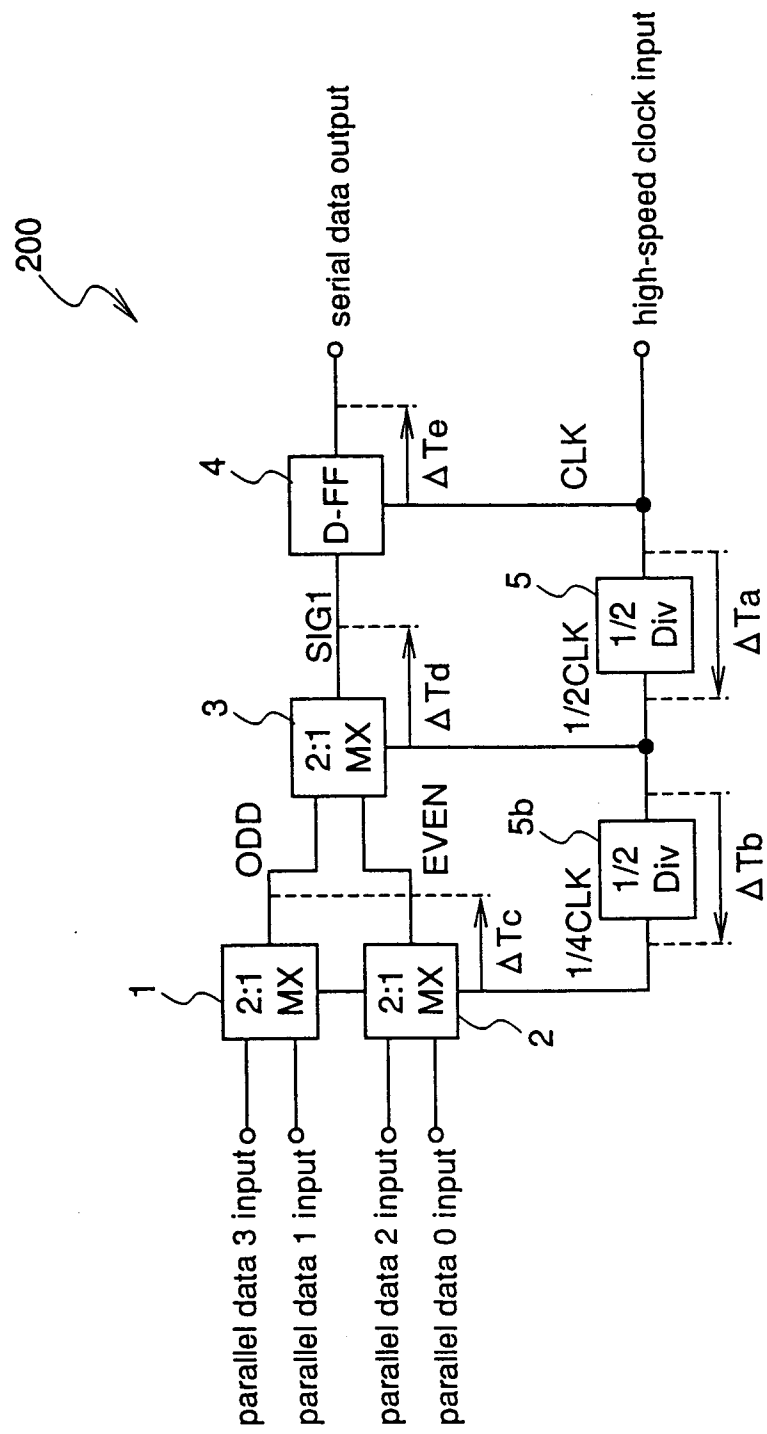 200
parallel data 3 input
parallel data 1 input
parallel data 2 input
parallel data 0 input
1
2:1
MX
2:1
MX
2
ODD
EVEN
ΔTc
3
2:1
MX
SIG1
ΔTd
4
D-FF
ΔTe
serial data output
1/4CLK
5b
1/2
Div
ΔTb
1/2CLK
5
1/2
Div
ΔTa
CLK
high-speed clock input